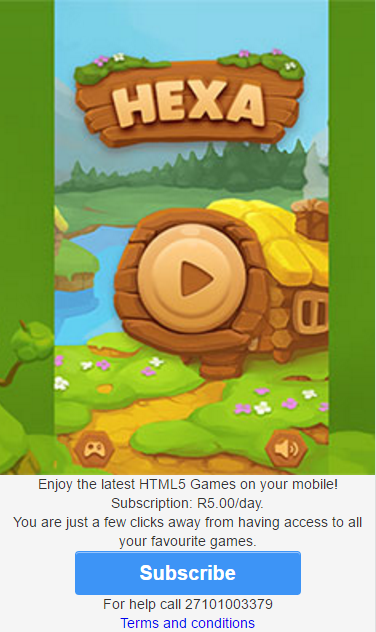 HEXA
Enjoy the latest HTML5 Games on your mobile!
Subscription: R5.00/day.
You are just a few clicks away from having access to all
your favourite games.
Subscribe
For help call 27101003379
Terms and conditions